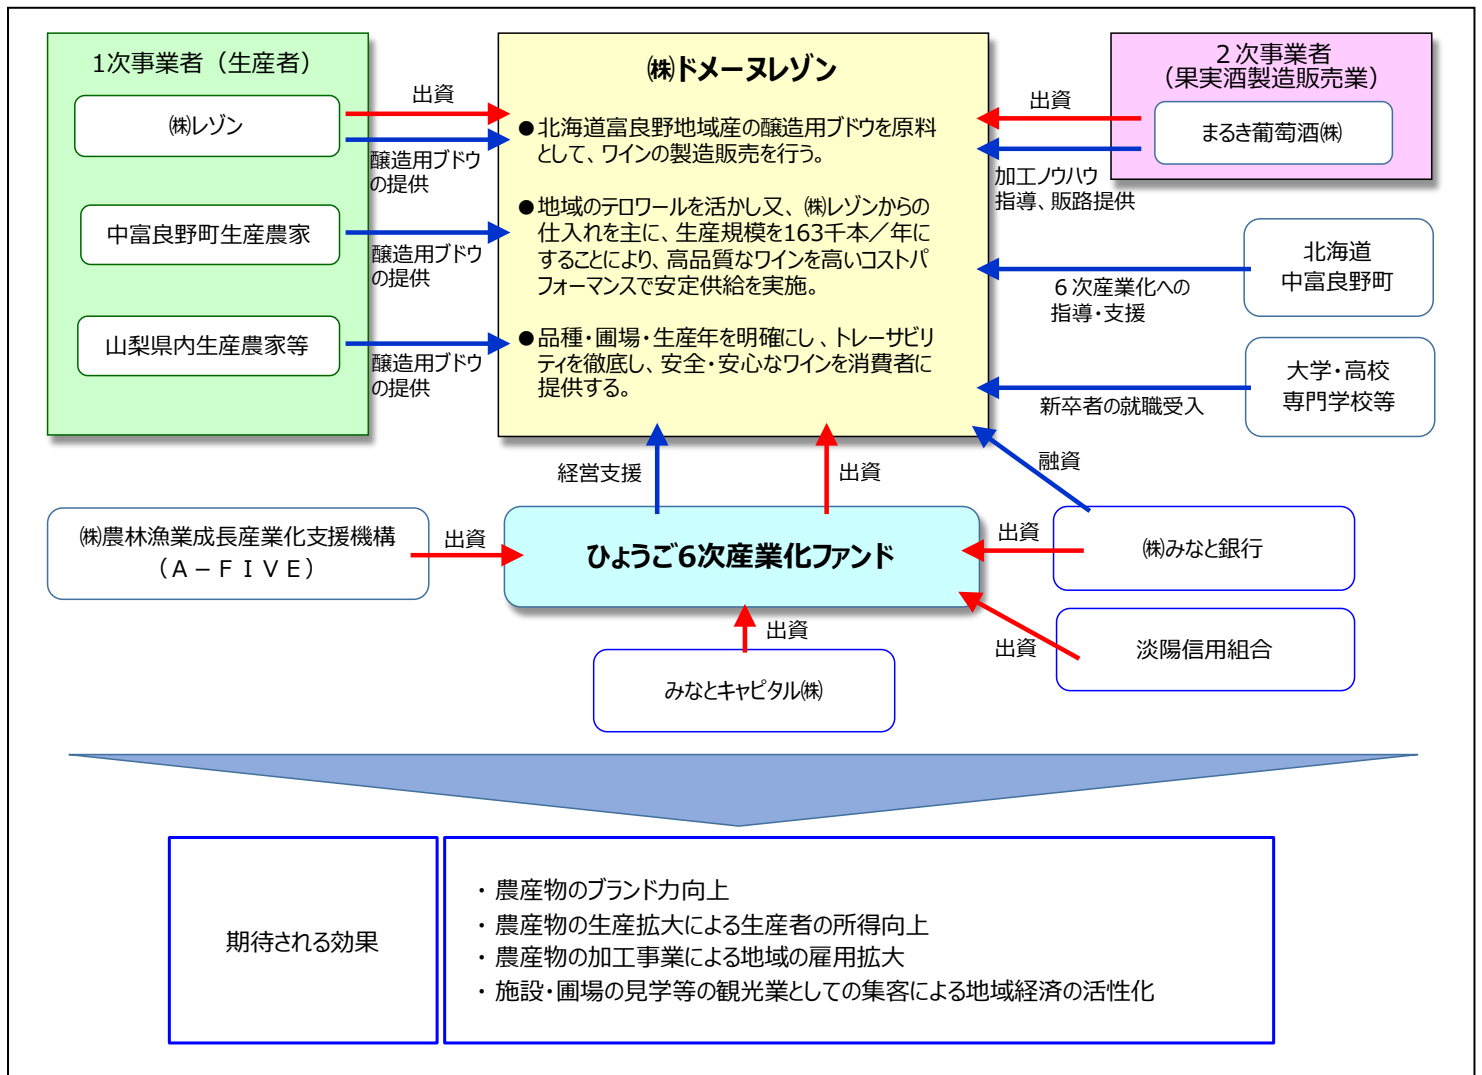 1次事業者（生産者）
㈱レゾン
中富良野町生産農家
山梨県内生産農家等
出資
醸造用ブドウ
の提供
醸造用ブドウ
の提供
醸造用ブドウ
の提供
㈱ドメーヌレゾン
●北海道富良野地域産の醸造用ブドウを原料
として、ワインの製造販売を行う。
●地域のテロワールを活かし又、㈱レゾンからの
仕入れを主に、生産規模を163千本／年に
することにより、高品質なワインを高いコストパ
フォーマンスで安定供給を実施。
●品種・圃場・生産年を明確にし、トレーサビリ
ティを徹底し、安全・安心なワインを消費者に
提供する。
２次事業者
（果実酒製造販売業）
まるき葡萄酒㈱
出資
加工ノウハウ
指導、販路提供
北海道
中富良野町
６次産業化への
指導・支援
大学・高校
専門学校等
新卒者の就職受入
経営支援
出資
融資
㈱農林漁業成長産業化支援機構
（Ａ－ＦＩＶＥ）
出資
ひょうご6次産業化ファンド
出資
㈱みなと銀行
出資
淡陽信用組合
出資
みなとキャピタル㈱
期待される効果
・農産物のブランド力向上
・農産物の生産拡大による生産者の所得向上
・農産物の加工事業による地域の雇用拡大
・施設・圃場の見学等の観光業としての集客による地域経済の活性化